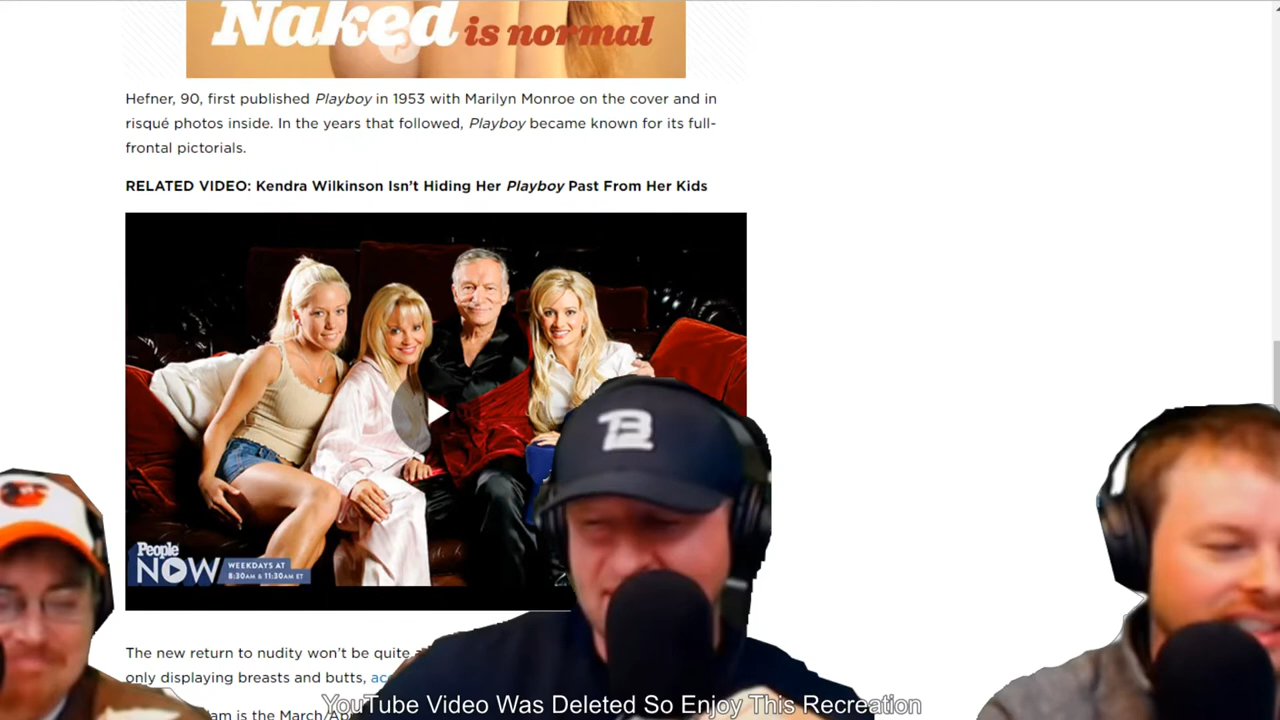 Naked is normal
Hefner, 90, first published Playboy in 1953 with Marilyn Monroe on the cover and in
risqué photos inside. In the years that followed, Playboy became known for its full-
frontal pictorials.
RELATED VIDEO: Kendra Wilkinson Isn’t Hiding Her Playboy Past From Her Kids
People
NOW
WEEKDAYS AT
8:30AM & 11:30AM ET
The new return to nudity won’t be quite
only displaying breasts and butts,
is the March/
YouTube Video Was Deleted So Enjoy This Recreation